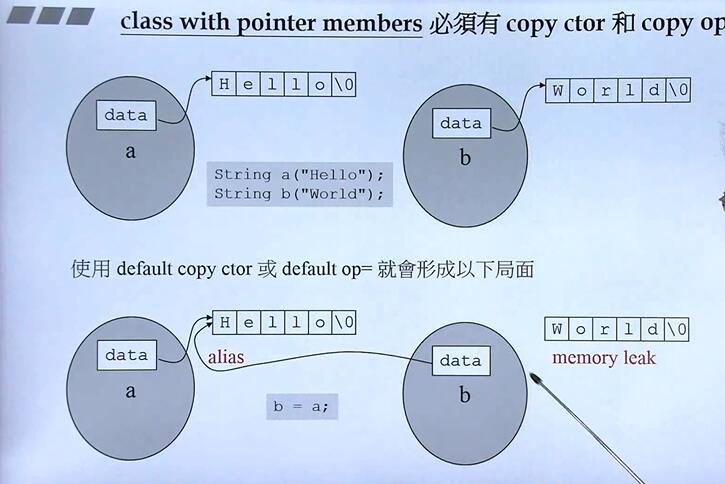 class with pointer members 必須有 copy ctor 和 copy op
H e l l o \0
W o r l d \0
data
data
a
b
String a("Hello");
String b("World");
使用 default copy ctor 或 default op= 就會形成以下局面
H e l l o \0
W o r l d \0
data
alias
data
memory leak
a
b
b = a;